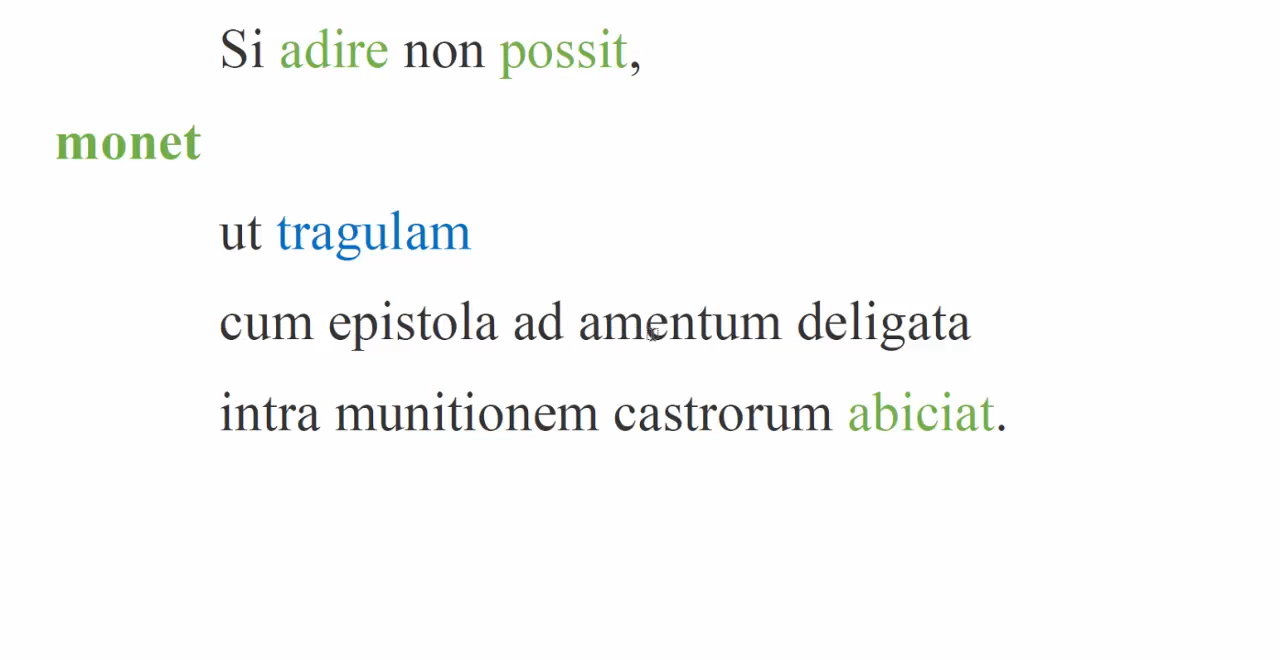 Si adire non possit,
monet
ut tragulam
cum epistola ad amentum deligata
intra munitionem castrorum abiciat.